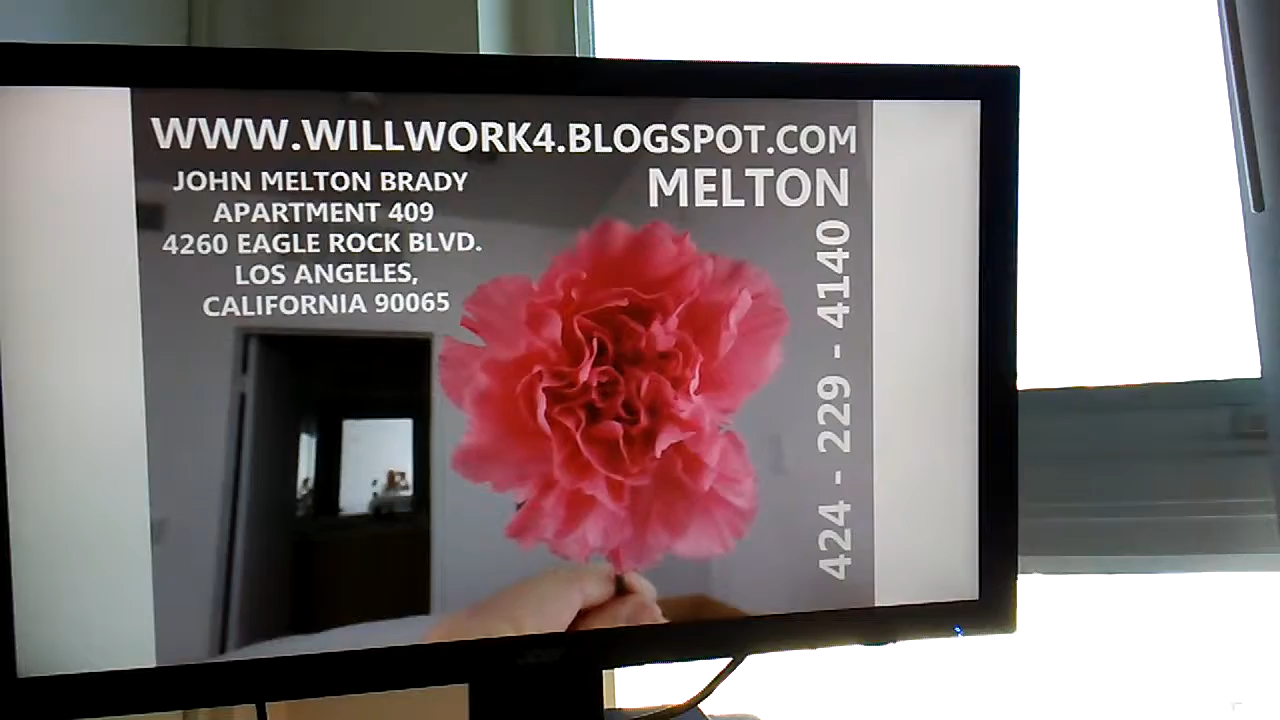 WWW.WILLWORK4.BLOGSPOT.COM
JOHN MELTON BRADY
APARTMENT 409
4260 EAGLE ROCK BLVD.
LOS ANGELES,
CALIFORNIA 90065
MELTON
424 - 229 - 4140
acer